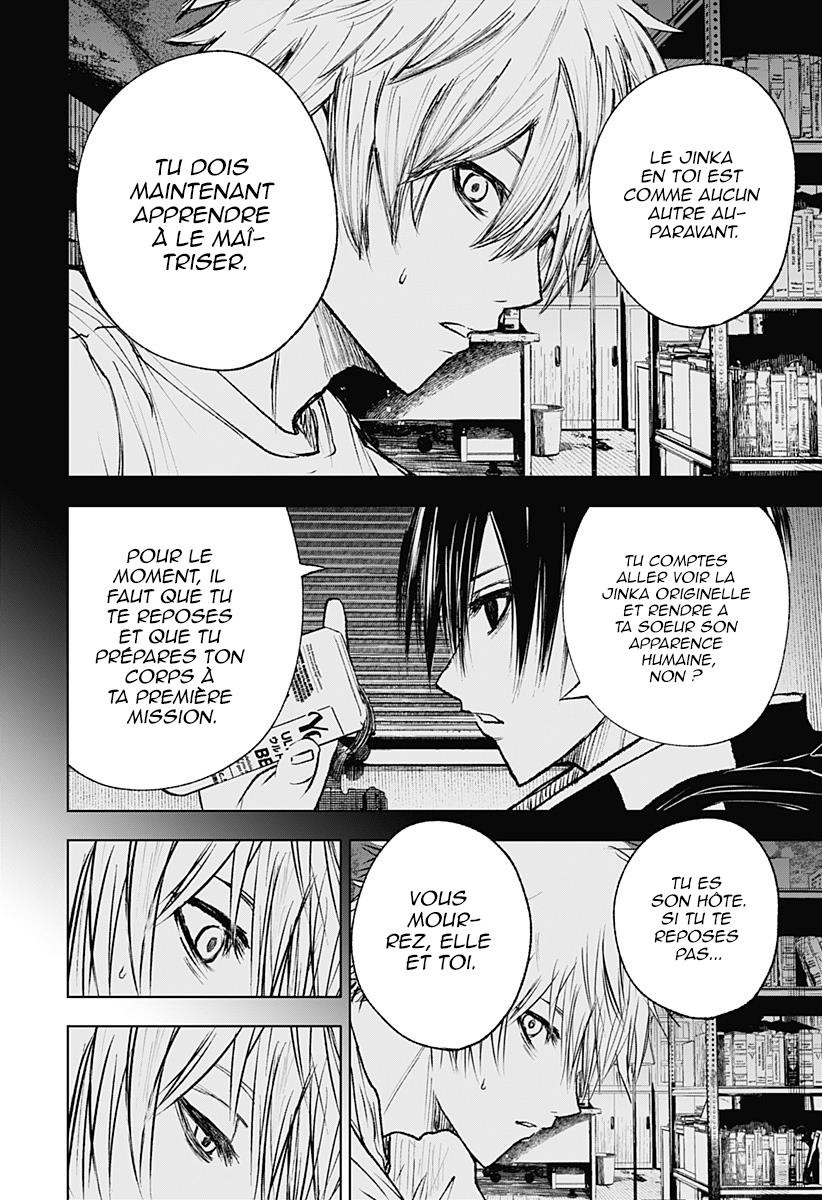 LE JINKA
EN TOI EST
COMME AUCUN
AUTRE AU-
PARAVANT.
TU DOIS
MAINTENANT
APPRENDRE
À LE MAÎ-
TRISER.
TU COMPTES
ALLER VOIR LA
JINKA ORIGINELLE
ET RENDRE A
TA SOEUR SON
APPARENCE
HUMAINE,
NON ?
POUR LE
MOMENT, IL
FAUT QUE TU
TE REPOSES
ET QUE TU
PRÉPARES TON
CORPS À
TA PREMIÈRE
MISSION.
TU ES
SON HÔTE.
SI TU TE
REPOSES
PAS...
VOUS
MOUR-
REZ, ELLE
ET TOI.